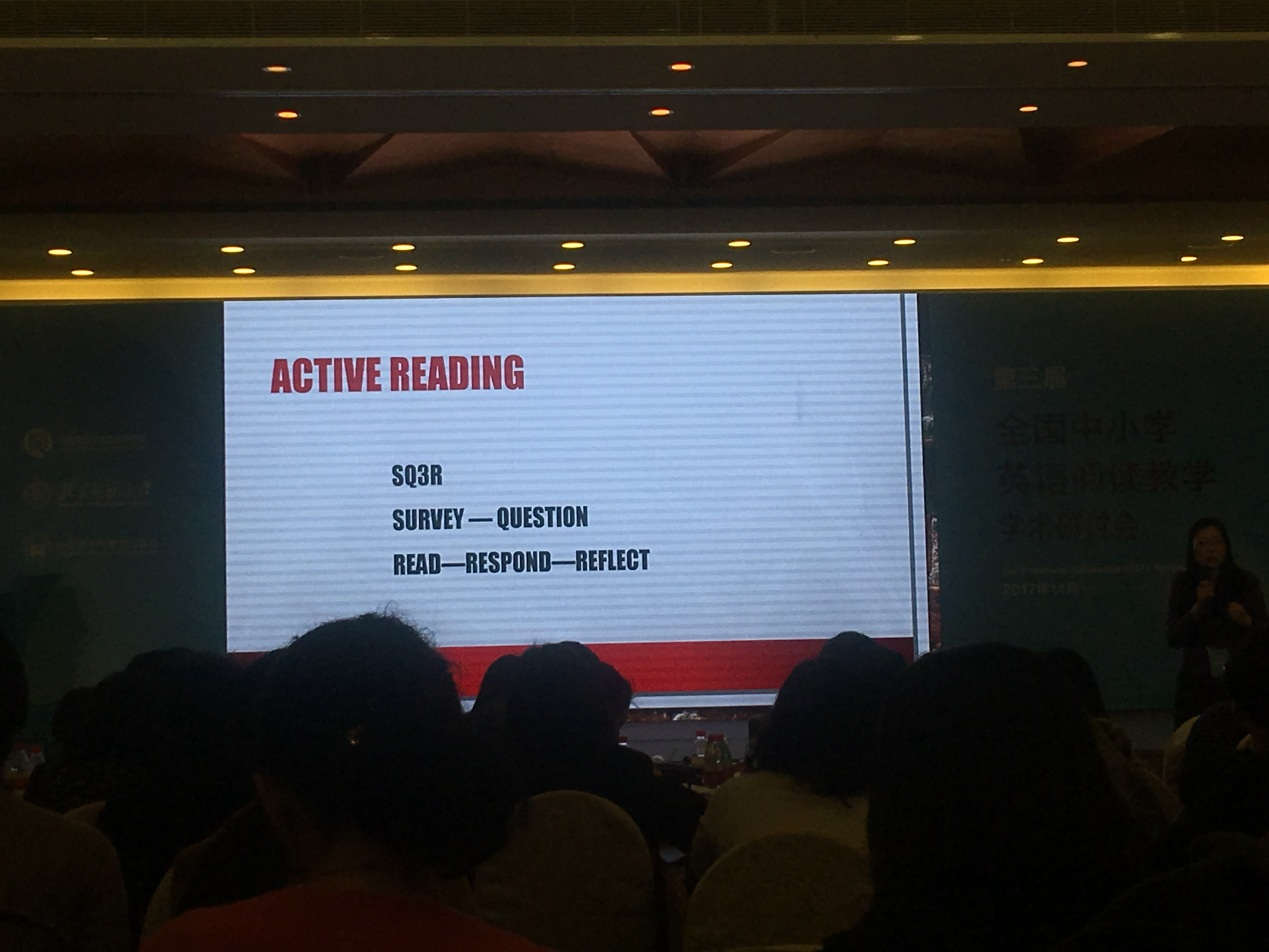 ACTIVE READING
SQ3R
SURVEY — QUESTION
READ—RESPOND—REFLECT
第三届
全国中小学
英语阅读教学
学术研讨会